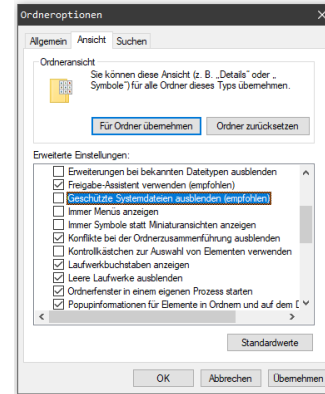 Ordneroptionen
Allgemein Ansicht Suchen
Ordneransicht
Sie können diese Ansicht (z. B. „Details" oder „
Symbole") für alle Ordner dieses Typs übernehmen.
Für Ordner übernehmen Ordner zurücksetzen
Erweiterte Einstellungen:
Erweiterungen bei bekannten Dateitypen ausblenden
Freigabe-Assistent verwenden (empfohlen)
Geschützte Systemdateien ausblenden (empfohlen)
Immer Menüs anzeigen
Immer Symbole statt Miniaturansichten anzeigen
Konflikte bei der Ordnerzusammenführung ausblenden
Kontrollkästchen zur Auswahl von Elementen verwenden
Laufwerkbuchstaben anzeigen
Leere Laufwerke ausblenden
Ordnerfenster in einem eigenen Prozess starten
Popupinformationen für Elemente in Ordnern und auf dem
Standardwerte
OK Abbrechen Übernehmen